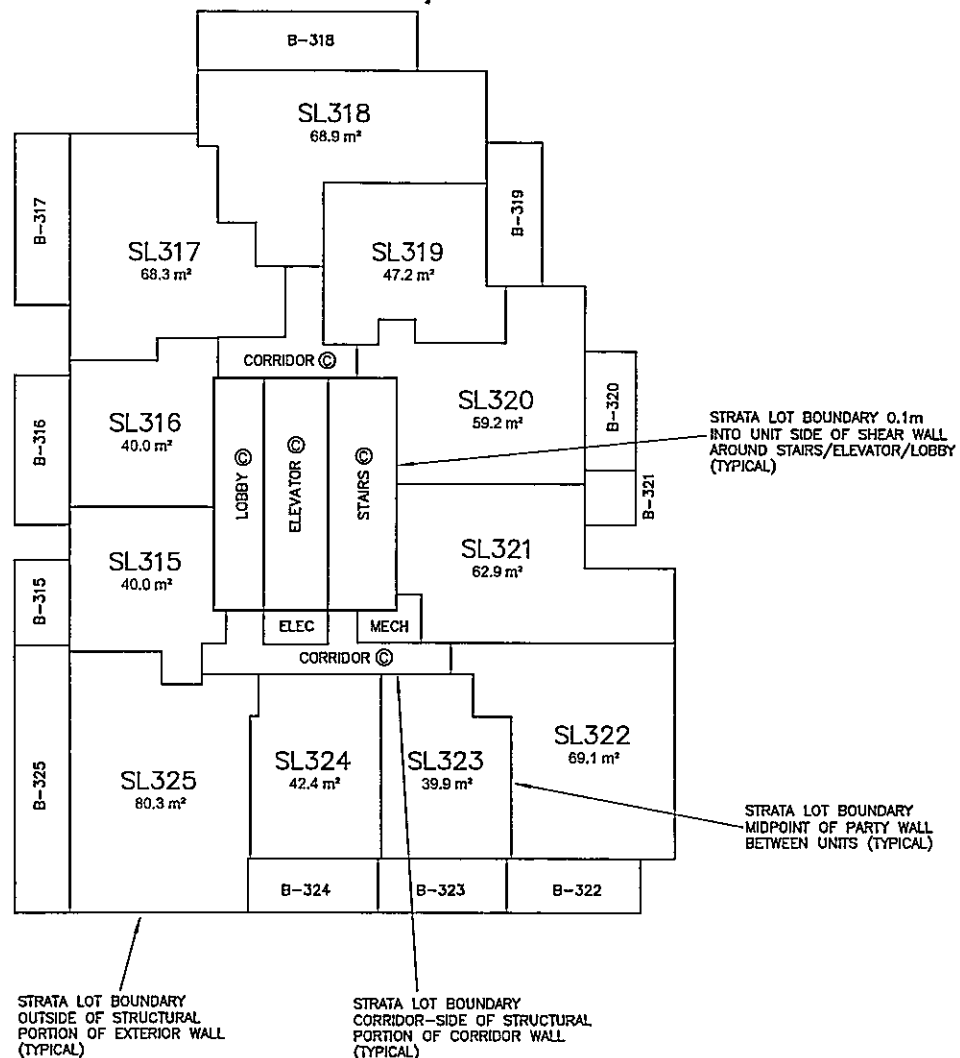 B-318
SL318
68.9 m²
B-317
B-319
SL317
68.3 m²
SL319
47.2 m²
CORRIDOR ©
SL316
40.0 m²
B-316
SL320
59.2 m²
B-320
STRATA LOT BOUNDARY 0.1m
INTO UNIT SIDE OF SHEAR WALL
AROUND STAIRS/ELEVATOR/LOBBY
(TYPICAL)
LOBBY ©
ELEVATOR ©
STAIRS ©
B-321
SL315
40.0 m²
B-315
SL321
62.9 m²
ELEC
MECH
CORRIDOR ©
B-325
SL325
80.3 m²
SL324
42.4 m²
SL323
39.9 m²
SL322
69.1 m²
STRATA LOT BOUNDARY
MIDPOINT OF PARTY WALL
BETWEEN UNITS (TYPICAL)
B-324
B-323
B-322
STRATA LOT BOUNDARY
OUTSIDE OF STRUCTURAL
PORTION OF EXTERIOR WALL
(TYPICAL)
STRATA LOT BOUNDARY
CORRIDOR-SIDE OF STRUCTURAL
PORTION OF CORRIDOR WALL
(TYPICAL)